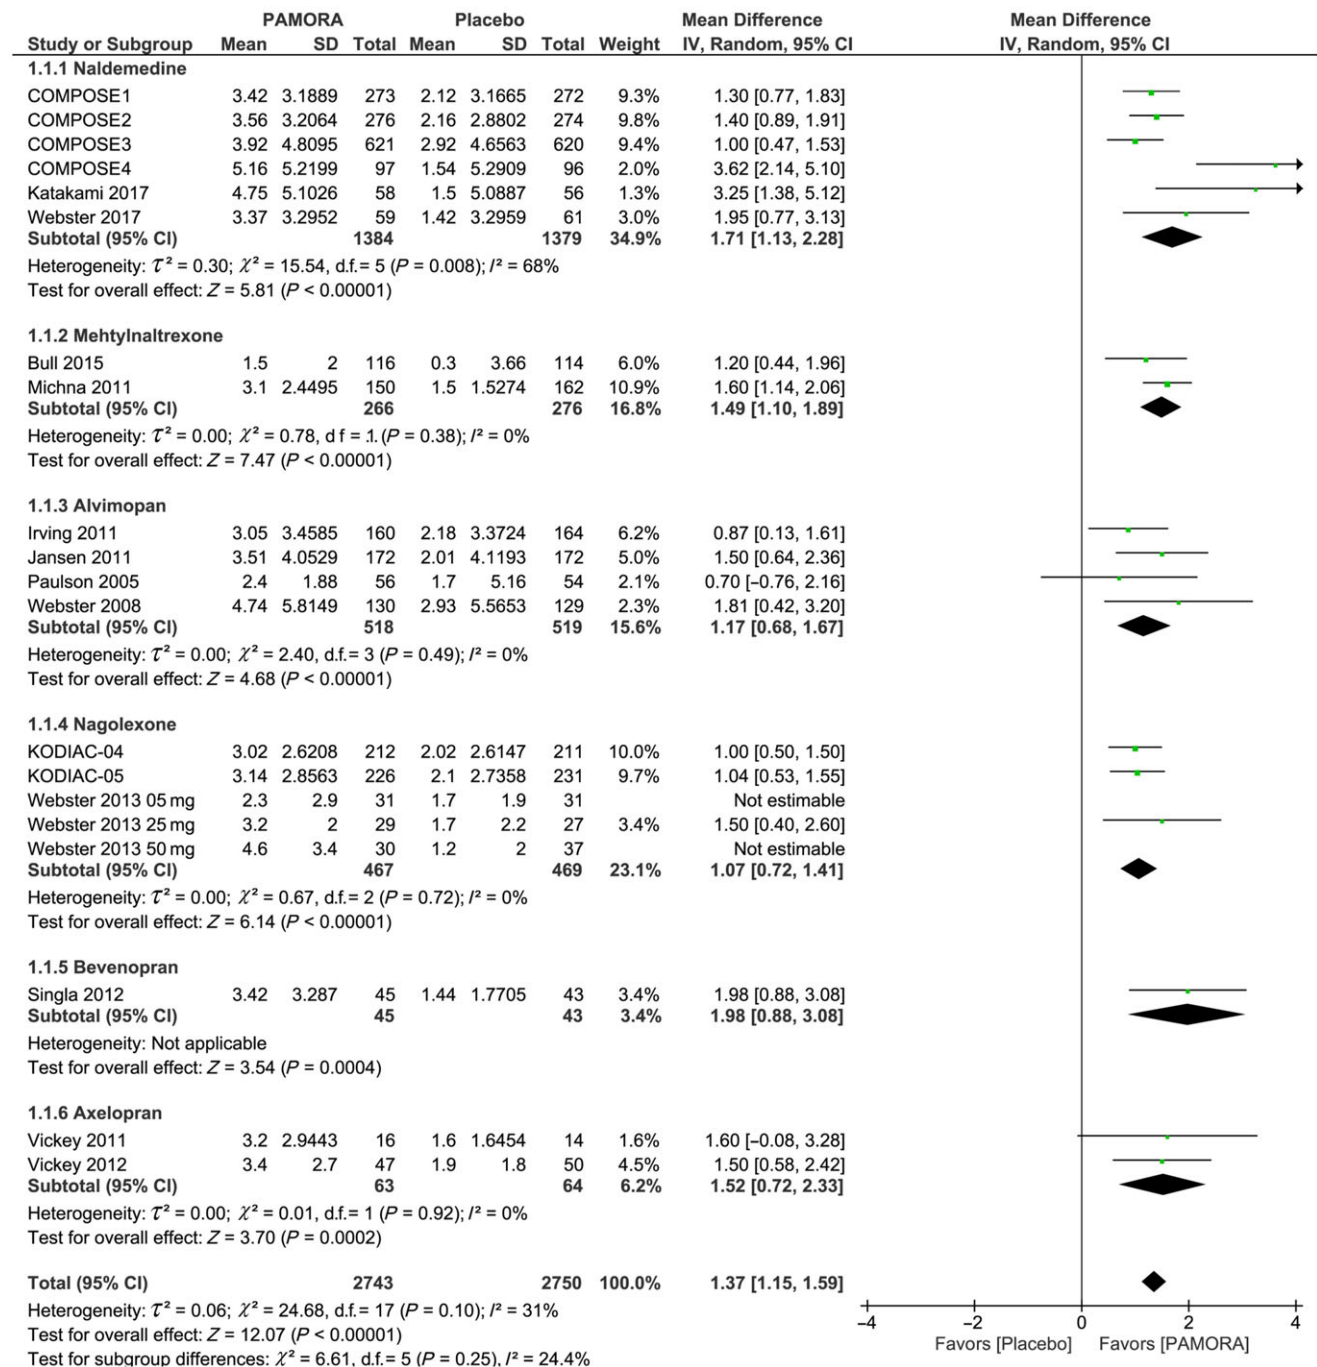 PAMORA Placebo Mean Difference Mean Difference
Study or Subgroup Mean SD Total Mean SD Total Weight IV, Random, 95% CI IV, Random, 95% CI
1.1.1 Naldemedine
COMPOSE1 3.42 3.1889 273 2.12 3.1665 272 9.3% 1.30 [0.77, 1.83]
COMPOSE2 3.56 3.2064 276 2.16 2.8802 274 9.8% 1.40 [0.89, 1.91]
COMPOSE3 3.92 4.8095 621 2.92 4.6563 620 9.4% 1.00 [0.47, 1.53]
COMPOSE4 5.16 5.2199 97 1.54 5.2909 96 2.0% 3.62 [2.14, 5.10]
Katakami 2017 4.75 5.1026 58 1.5 5.0887 56 1.3% 3.25 [1.38, 5.12]
Webster 2017 3.37 3.2952 59 1.42 3.2959 61 3.0% 1.95 [0.77, 3.13]
Subtotal (95% CI) 1384 1379 34.9% 1.71 [1.13, 2.28]
Heterogeneity: τ² = 0.30; χ² = 15.54, d.f.= 5 (P = 0.008); I² = 68%
Test for overall effect: Z = 5.81 (P < 0.00001)
1.1.2 Mehtylnaltrexone
Bull 2015 1.5 2 116 0.3 3.66 114 6.0% 1.20 [0.44, 1.96]
Michna 2011 3.1 2.4495 150 1.5 1.5274 162 10.9% 1.60 [1.14, 2.06]
Subtotal (95% CI) 266 276 16.8% 1.49 [1.10, 1.89]
Heterogeneity: τ² = 0.00; χ² = 0.78, d f = .1. (P = 0.38); I² = 0%
Test for overall effect: Z = 7.47 (P < 0.00001)
1.1.3 Alvimopan
Irving 2011 3.05 3.4585 160 2.18 3.3724 164 6.2% 0.87 [0.13, 1.61]
Jansen 2011 3.51 4.0529 172 2.01 4.1193 172 5.0% 1.50 [0.64, 2.36]
Paulson 2005 2.4 1.88 56 1.7 5.16 54 2.1% 0.70 [−0.76, 2.16]
Webster 2008 4.74 5.8149 130 2.93 5.5653 129 2.3% 1.81 [0.42, 3.20]
Subtotal (95% CI) 518 519 15.6% 1.17 [0.68, 1.67]
Heterogeneity: τ² = 0.00; χ² = 2.40, d.f.= 3 (P = 0.49); I² = 0%
Test for overall effect: Z = 4.68 (P < 0.00001)
1.1.4 Nagolexone
KODIAC-04 3.02 2.6208 212 2.02 2.6147 211 10.0% 1.00 [0.50, 1.50]
KODIAC-05 3.14 2.8563 226 2.1 2.7358 231 9.7% 1.04 [0.53, 1.55]
Webster 2013 05 mg 2.3 2.9 31 1.7 1.9 31 Not estimable
Webster 2013 25 mg 3.2 2 29 1.7 2.2 27 3.4% 1.50 [0.40, 2.60]
Webster 2013 50 mg 4.6 3.4 30 1.2 2 37 Not estimable
Subtotal (95% CI) 467 469 23.1% 1.07 [0.72, 1.41]
Heterogeneity: τ² = 0.00; χ² = 0.67, d.f.= 2 (P = 0.72); I² = 0%
Test for overall effect: Z = 6.14 (P < 0.00001)
1.1.5 Bevenopran
Singla 2012 3.42 3.287 45 1.44 1.7705 43 3.4% 1.98 [0.88, 3.08]
Subtotal (95% CI) 45 43 3.4% 1.98 [0.88, 3.08]
Heterogeneity: Not applicable
Test for overall effect: Z = 3.54 (P = 0.0004)
1.1.6 Axelopran
Vickey 2011 3.2 2.9443 16 1.6 1.6454 14 1.6% 1.60 [−0.08, 3.28]
Vickey 2012 3.4 2.7 47 1.9 1.8 50 4.5% 1.50 [0.58, 2.42]
Subtotal (95% CI) 63 64 6.2% 1.52 [0.72, 2.33]
Heterogeneity: τ² = 0.00; χ² = 0.01, d.f.= 1 (P = 0.92); I² = 0%
Test for overall effect: Z = 3.70 (P = 0.0002)
Total (95% CI) 2743 2750 100.0% 1.37 [1.15, 1.59]
Heterogeneity: τ² = 0.06; χ² = 24.68, d.f.= 17 (P = 0.10); I² = 31%
Test for overall effect: Z = 12.07 (P < 0.00001)
Test for subgroup differences: χ² = 6.61, d.f.= 5 (P = 0.25), I² = 24.4%
−4 −2 0 2 4
Favors [Placebo] Favors [PAMORA]